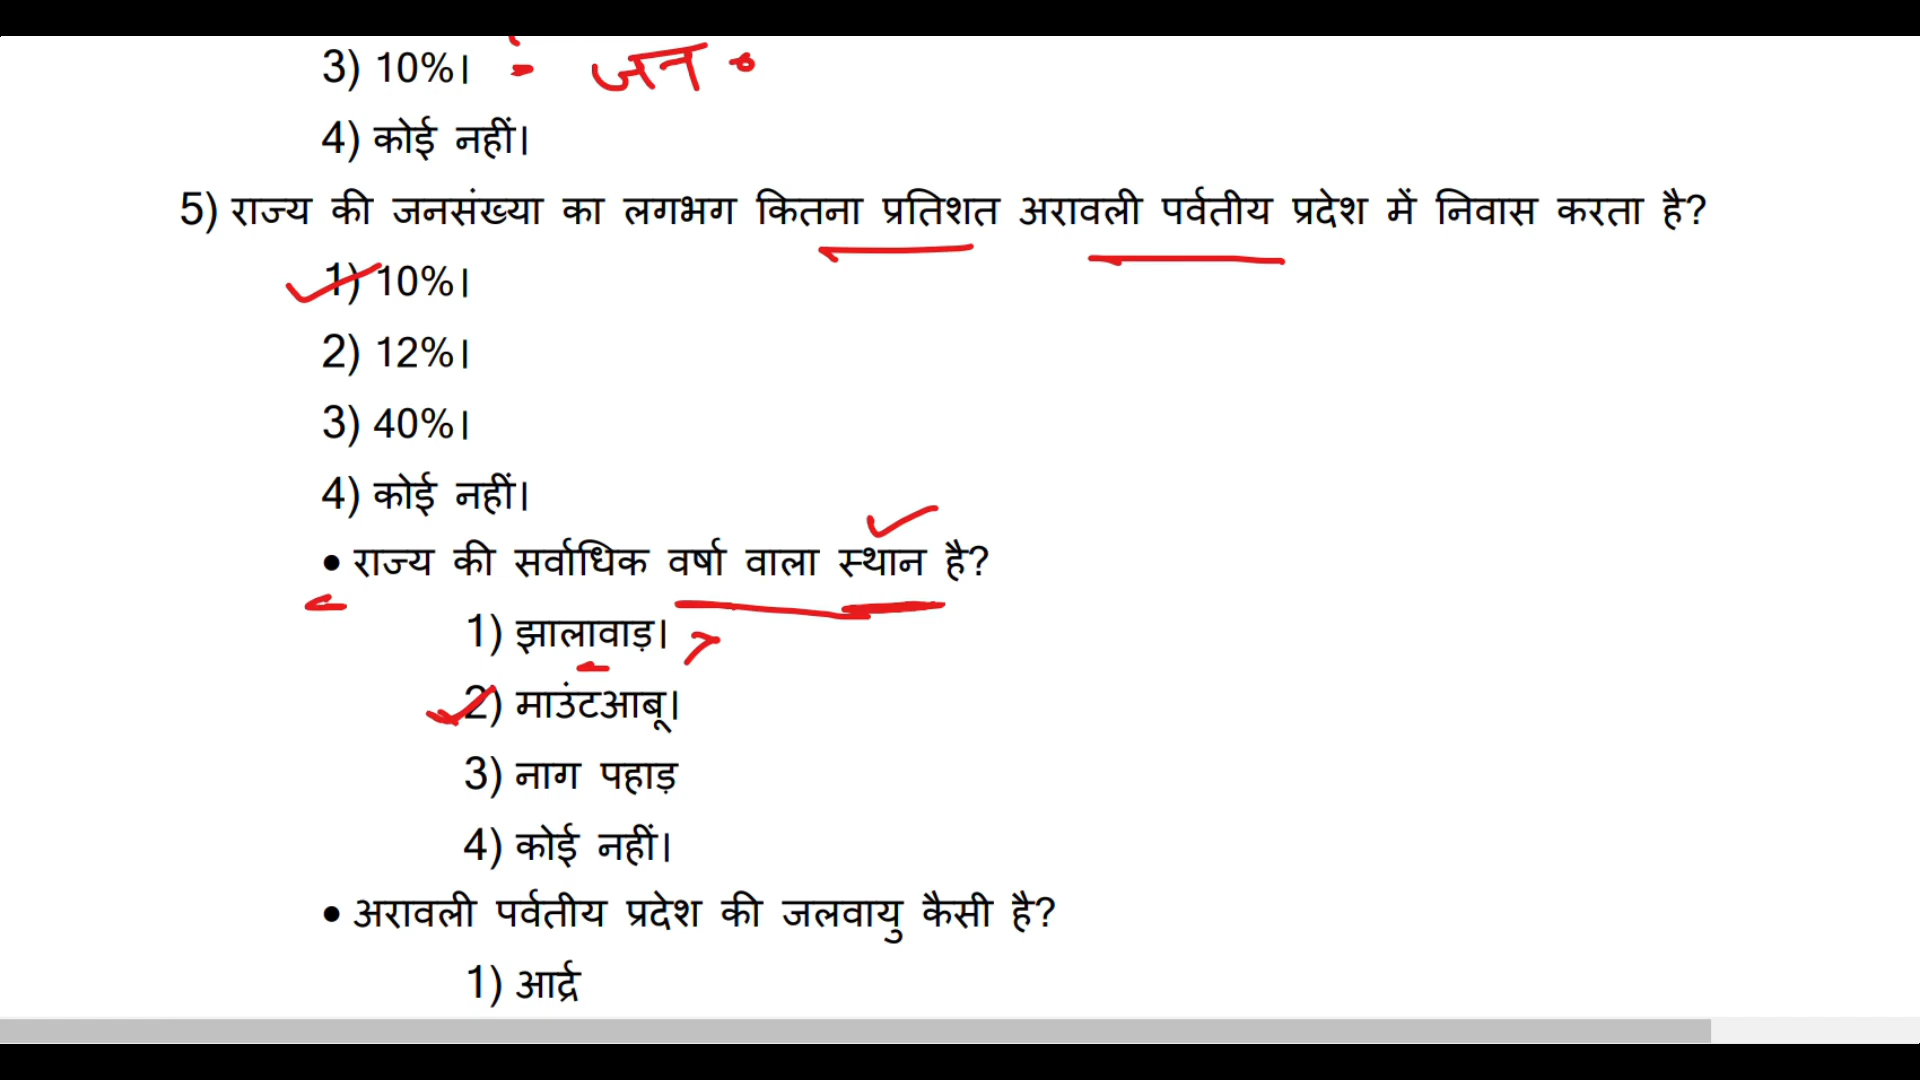 3) 10%। जन
4) कोई नहीं।
5) राज्य की जनसंख्या का लगभग कितना प्रतिशत अरावली पर्वतीय प्रदेश में निवास करता है?
1) 10%।
2) 12%।
3) 40%।
4) कोई नहीं।
• राज्य की सर्वाधिक वर्षा वाला स्थान है?
1) झालावाड़।
2) माउंटआबू।
3) नाग पहाड़
4) कोई नहीं।
• अरावली पर्वतीय प्रदेश की जलवायु कैसी है?
1) आर्द्र